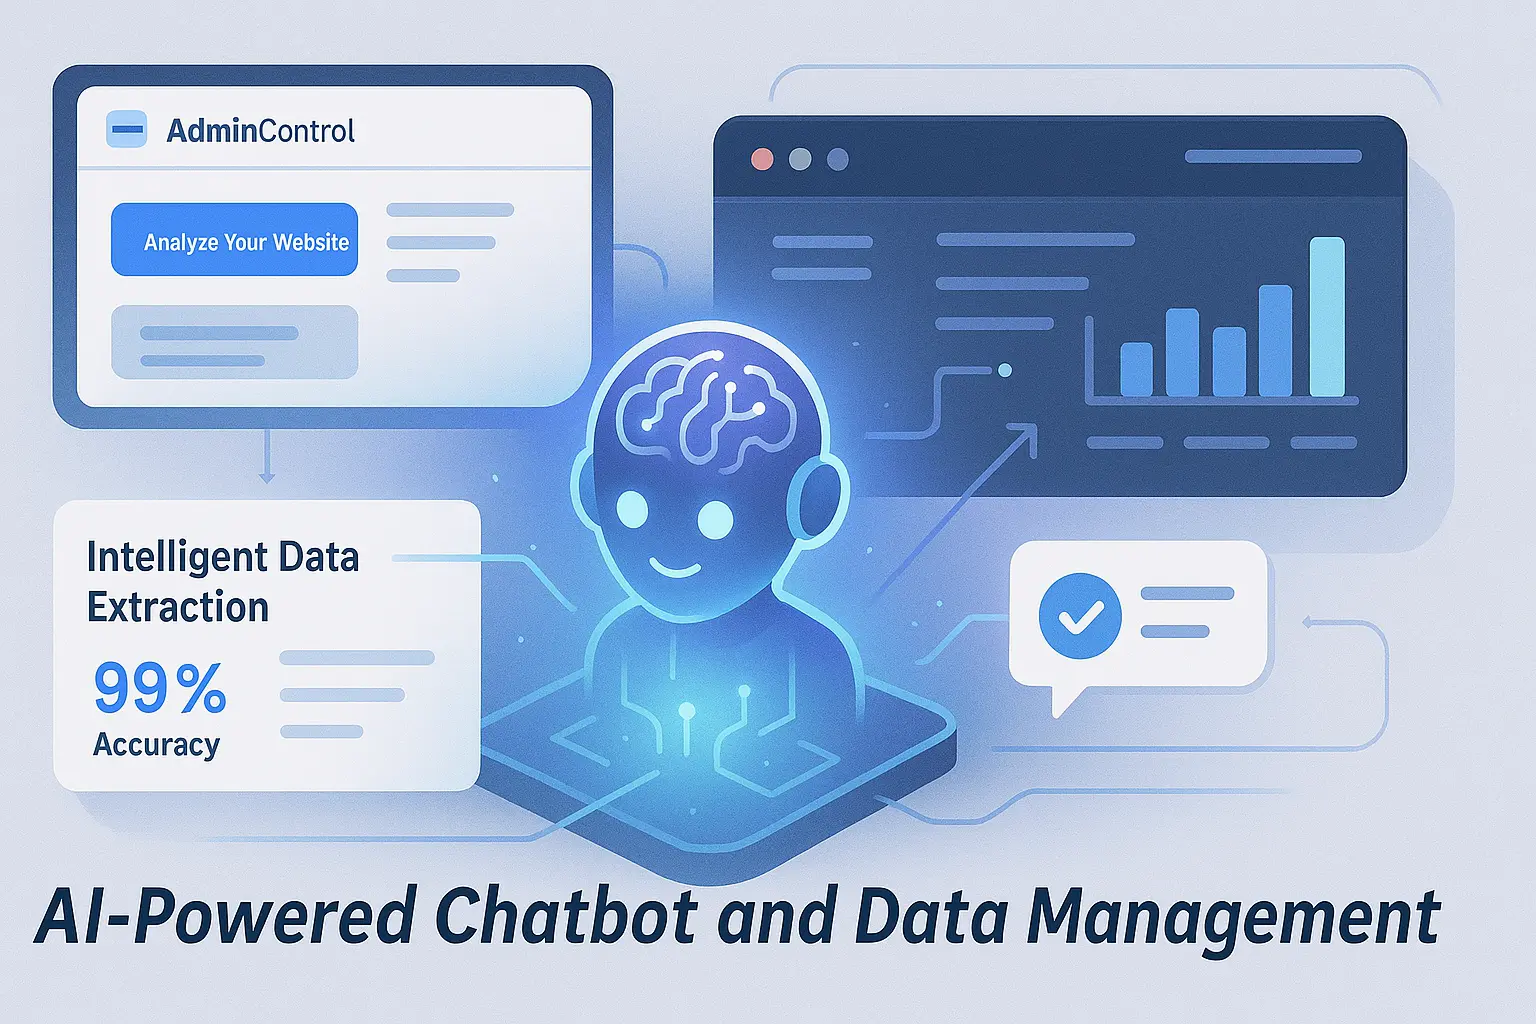 AdminControl
Analyze Your Website
Intelligent Data
Extraction
99%
Accuracy
AI-Powered Chatbot and Data Management